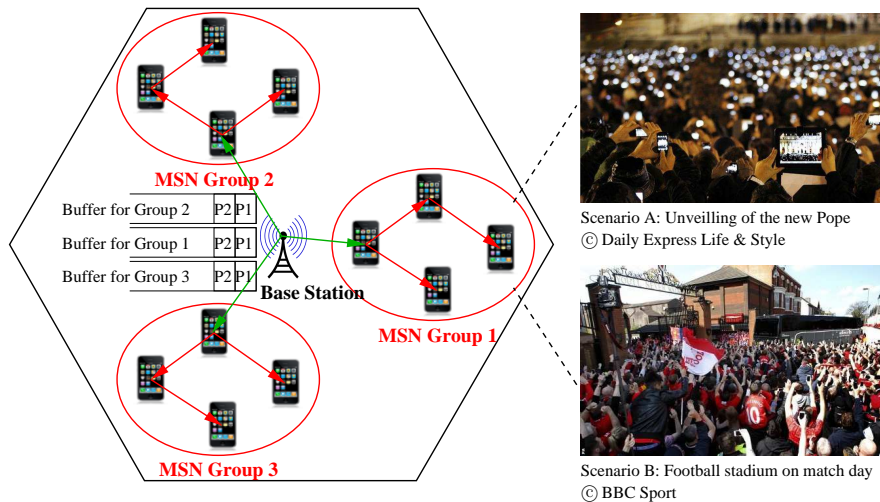 MSN Group 2
Buffer for Group 2 P2 P1
Buffer for Group 1 P2 P1
Buffer for Group 3 P2 P1
Base Station
MSN Group 1
MSN Group 3
Scenario A: Unveilling of the new Pope
© Daily Express Life & Style
Scenario B: Football stadium on match day
© BBC Sport
10